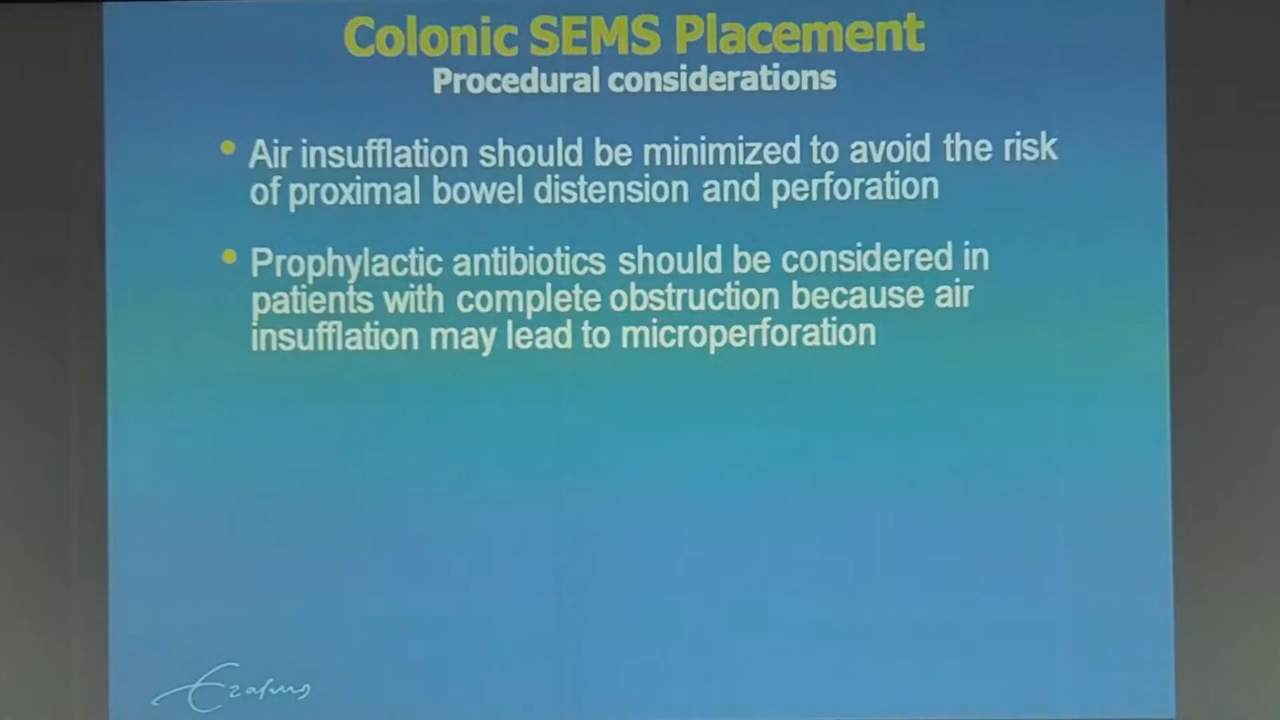 Colonic SEMS Placement
Procedural considerations
• Air insufflation should be minimized to avoid the risk
of proximal bowel distension and perforation
• Prophylactic antibiotics should be considered in
patients with complete obstruction because air
insufflation may lead to microperforation
Erasmus